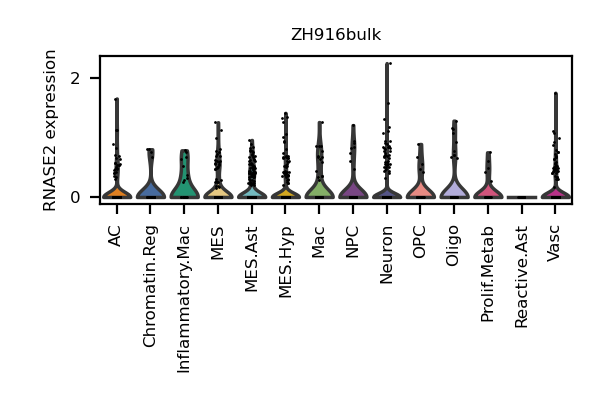 ZH916bulk
RNASE2 expression
2
0
AC
Chromatin.Reg
Inflammatory.Mac
MES
MES.Ast
MES.Hyp
Mac
NPC
Neuron
OPC
Oligo
Prolif.Metab
Reactive.Ast
Vasc